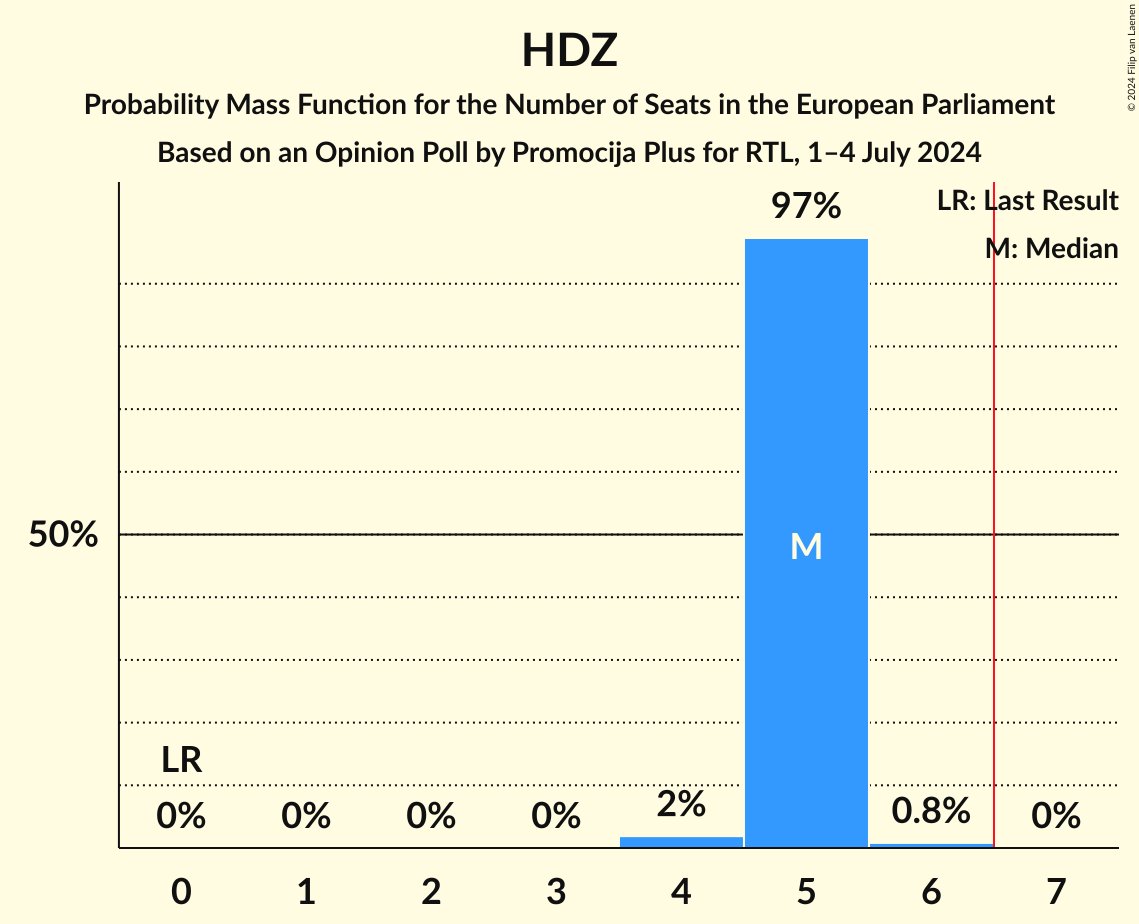 HDZ
Probability Mass Function for the Number of Seats in the European Parliament
Based on an Opinion Poll by Promocija Plus for RTL, 1–4 July 2024
© 2024 Filip van Laenen
LR: Last Result
M: Median
97%
50%
M
LR
0% 0% 0% 0% 2% 0.8% 0%
0 1 2 3 4 5 6 7